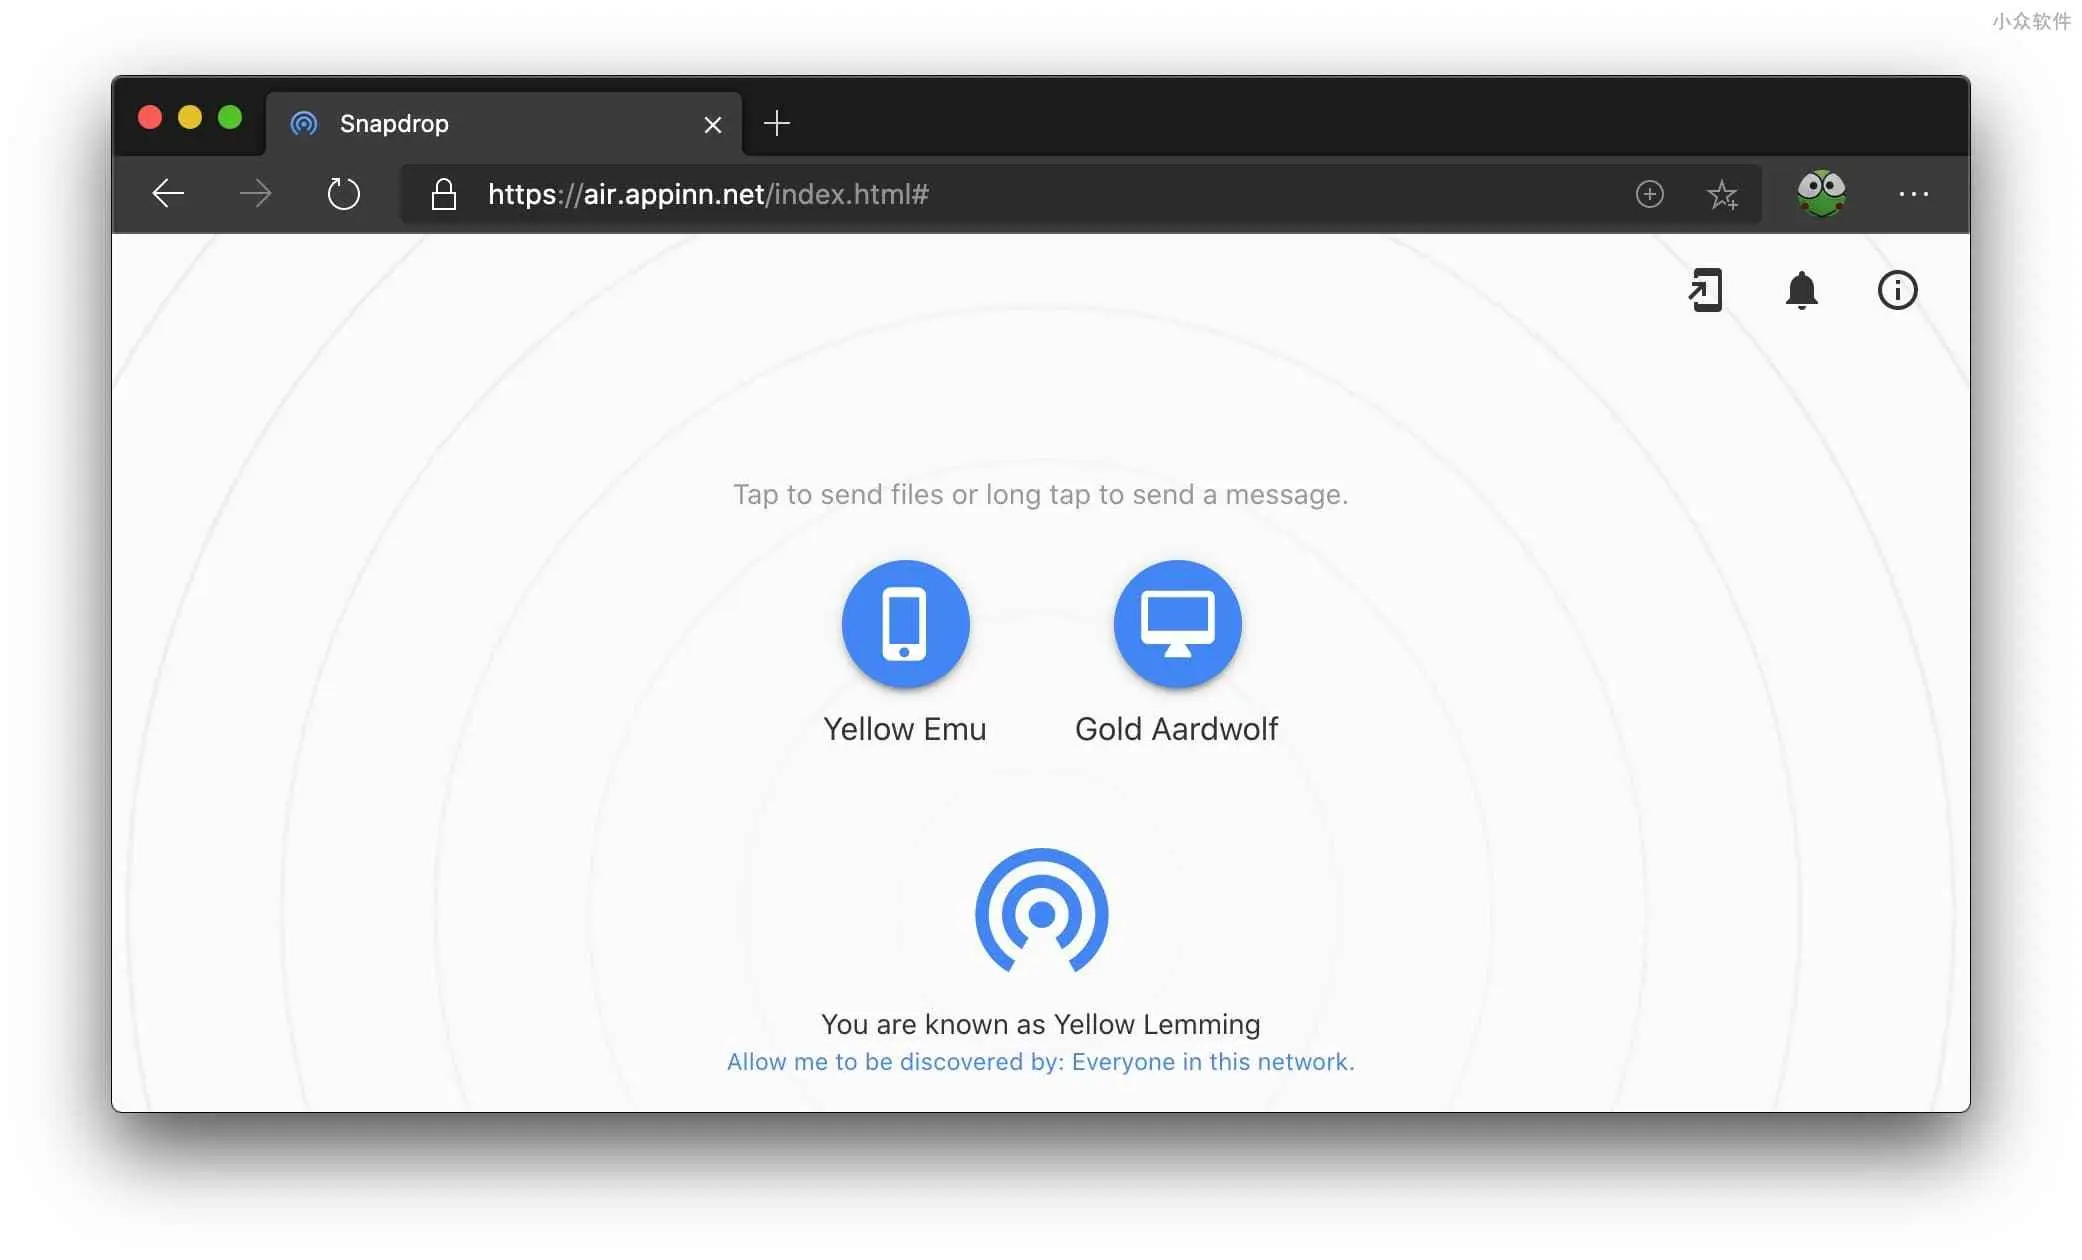 小众软件
Snapdrop
https://air.appinn.net/index.html#
Tap to send files or long tap to send a message.
Yellow Emu
Gold Aardwolf
You are known as Yellow Lemming
Allow me to be discovered by: Everyone in this network.